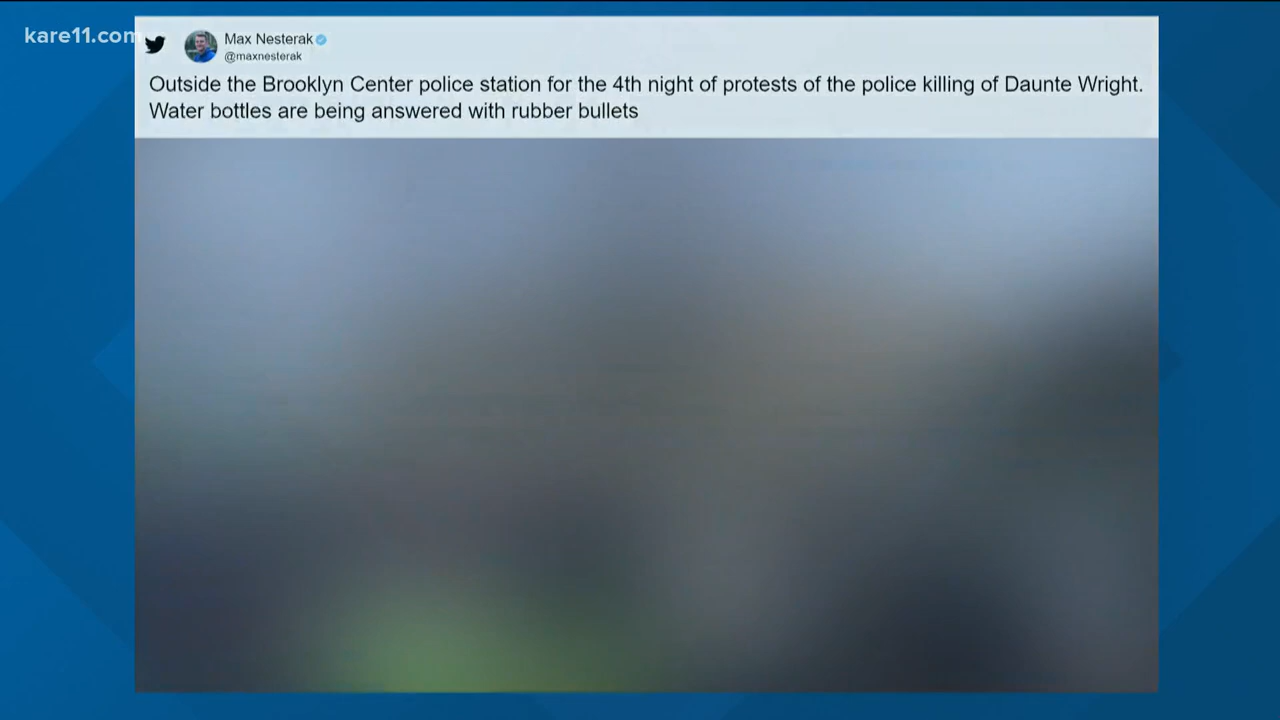 kare11.com
Max Nesterak
@maxnesterak
Outside the Brooklyn Center police station for the 4th night of protests of the police killing of Daunte Wright.
Water bottles are being answered with rubber bullets